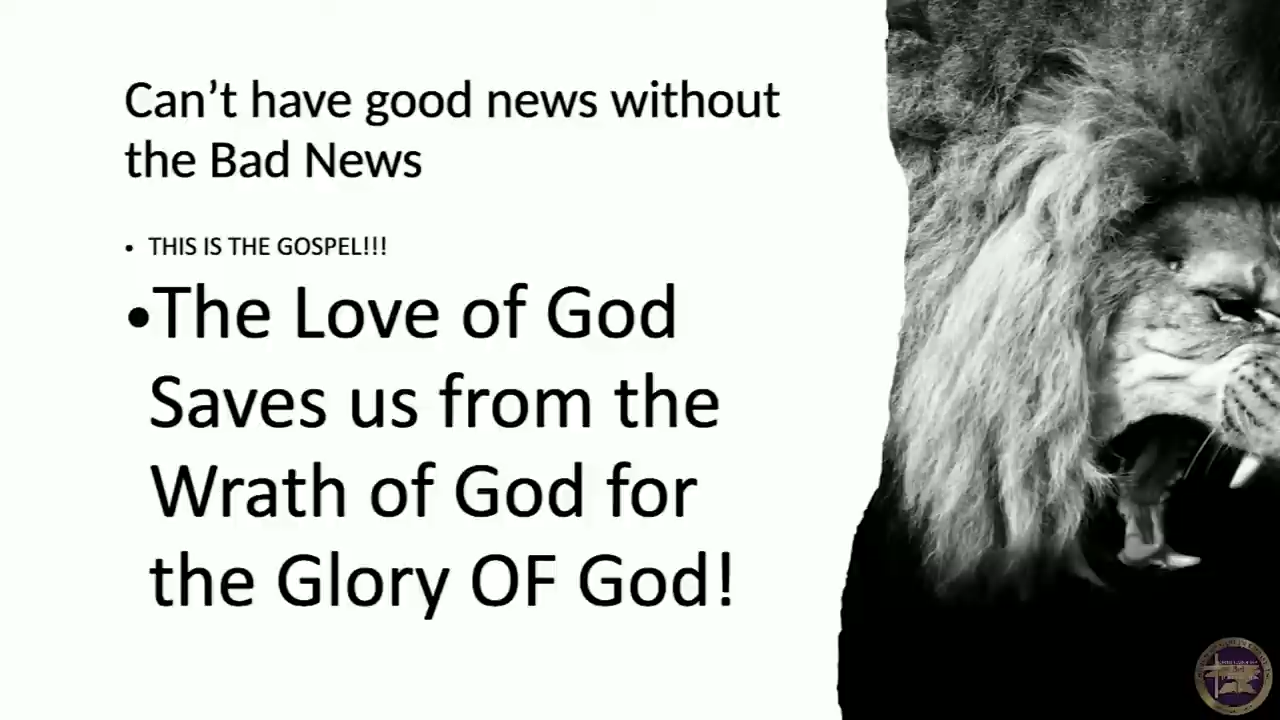 Can’t have good news without
the Bad News
• THIS IS THE GOSPEL!!!
•The Love of God
Saves us from the
Wrath of God for
the Glory OF God!